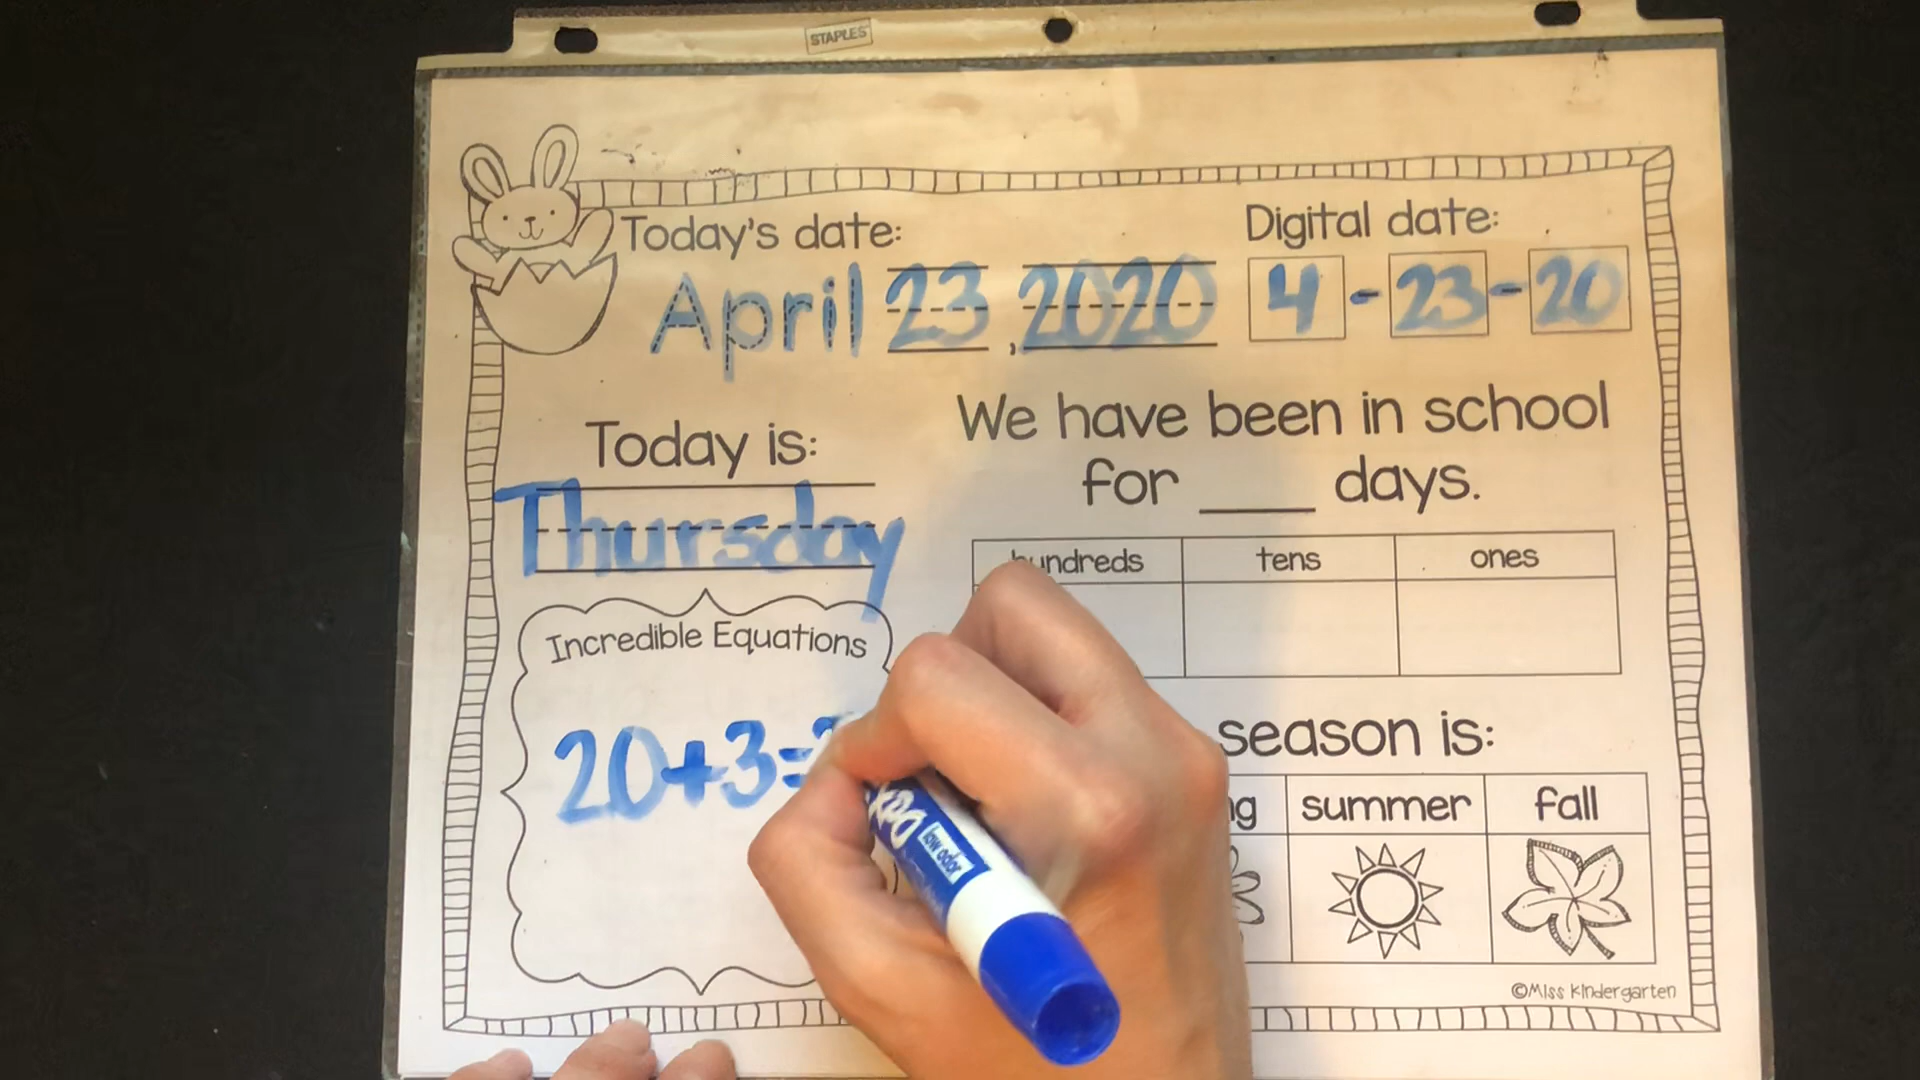 STAPLES
Today's date:
April 23, 2020
Digital date:
4 - 23 - 20
Today is:
Thursday
We have been in school
for ____ days.
hundreds tens ones
Incredible Equations
20+3=
season is:
summer fall
©Miss Kindergarten
low odor